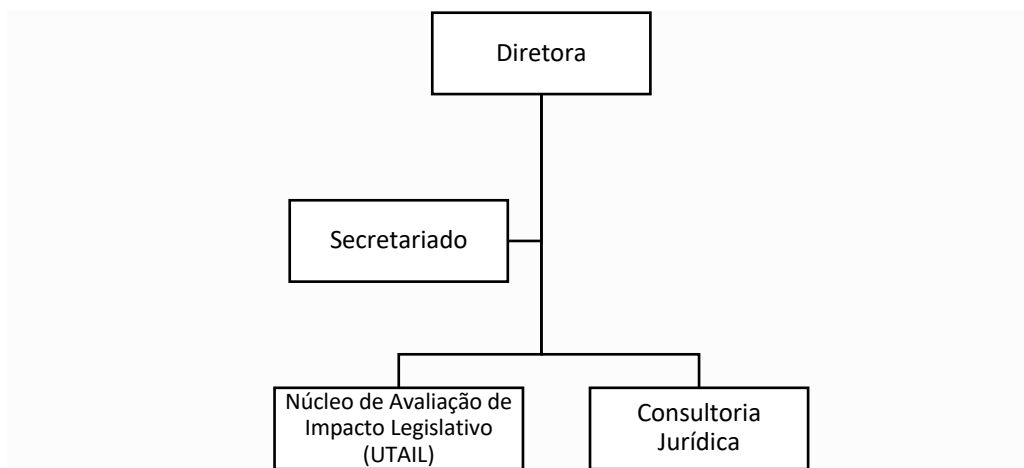 Diretora
Secretariado
Núcleo de Avaliação de
Impacto Legislativo
(UTAIL)
Consultoria
Jurídica